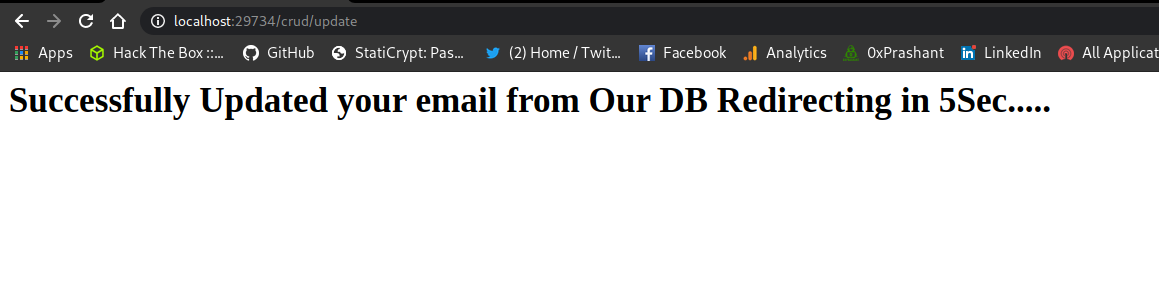 localhost:29734/crud/update
Apps Hack The Box ::... GitHub StatiCrypt: Pas... (2) Home / Twit... Facebook Analytics 0xPrashant LinkedIn All Applicat
Successfully Updated your email from Our DB Redirecting in 5Sec.....